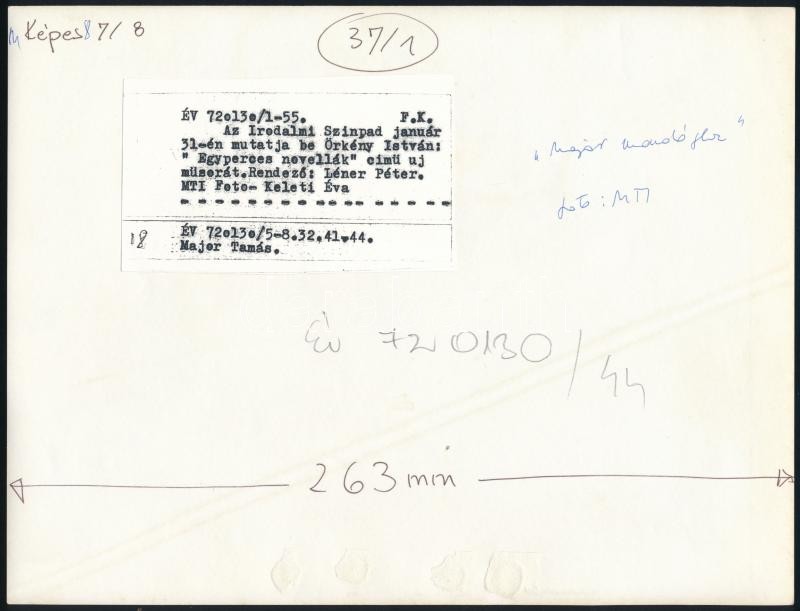 Képes 87/8
37/1
ÉV 72o13o/1-55. F.K.
Az Irodalmi Szinpad január
31-én mutatja be Örkény István:
" Egyperces novellák" cimü uj
müsorát.Rendező: Léner Péter.
MTI Foto- Keleti Éva
18
ÉV 72o13o/5-8.32.41.44.
Major Tamás.
"Major
foto: MTI
Év 720130/44
263 mm